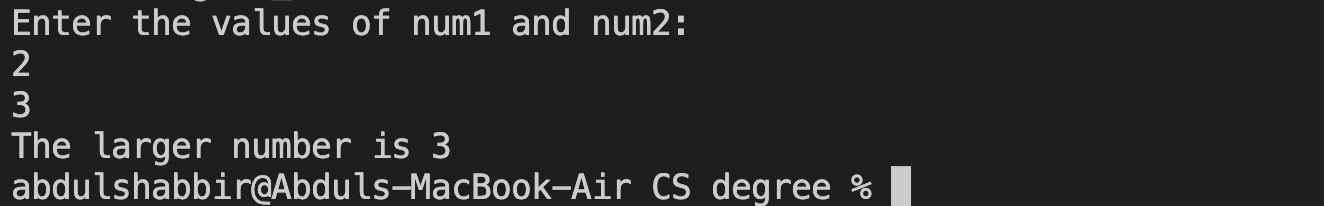 Enter the values of num1 and num2:
2
3
The larger number is 3
abdulshabbir@Abduls-MacBook-Air CS degree %